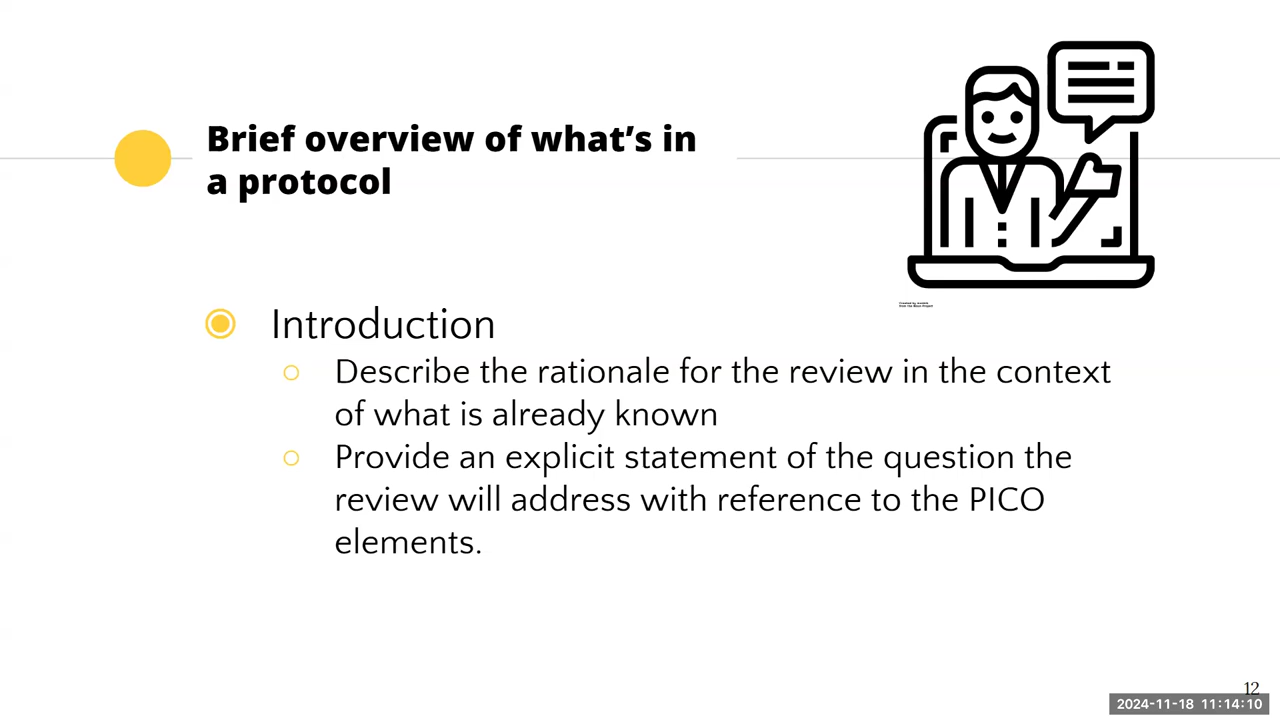 Brief overview of what’s in
a protocol
Introduction
Describe the rationale for the review in the context
of what is already known
Provide an explicit statement of the question the
review will address with reference to the PICO
elements.
12
2024-11-18 11:14:10